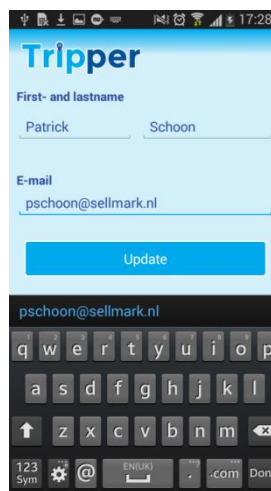 17:28
Tripper
First- and lastname
Patrick Schoon
E-mail
pschoon@sellmark.nl
Update
pschoon@sellmark.nl
q w e r t y u i o p
a s d f g h j k l
z x c v b n m
123 @ EN(UK) . .com Don
Sym